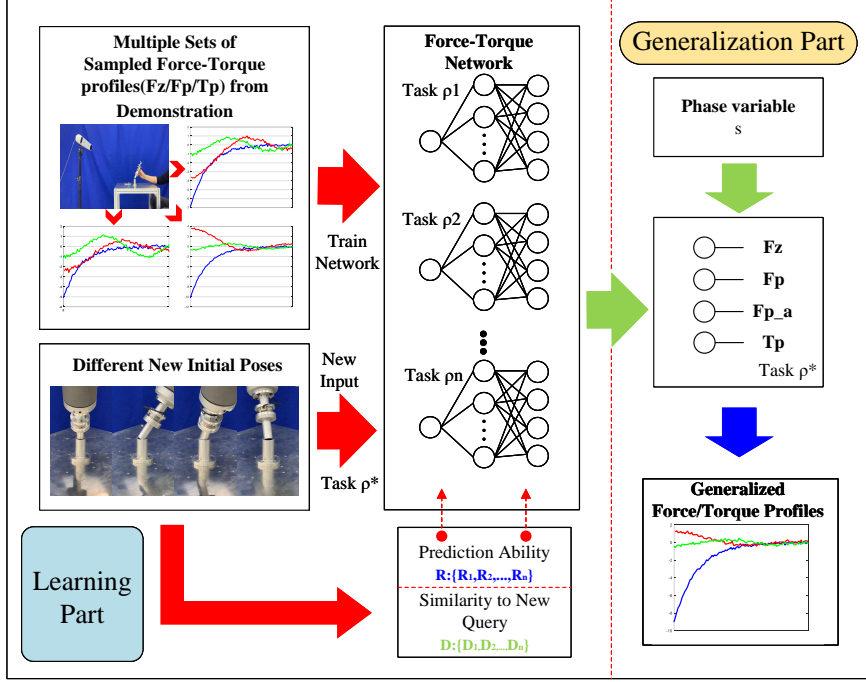 Multiple Sets of
Sampled Force-Torque
profiles(Fz/Fp/Tp) from
Demonstration
Train
Network
Different New Initial Poses
New
Input
Task ρ*
Learning
Part
Force-Torque
Network
Task ρ1
Task ρ2
Task ρn
Prediction Ability
R:{R1,R2,...,Rn}
Similarity to New
Query
D:{D1,D2,...,Dn}
Generalization Part
Phase variable
s
Fz
Fp
Fp_a
Tp
Task ρ*
Generalized
Force/Torque Profiles